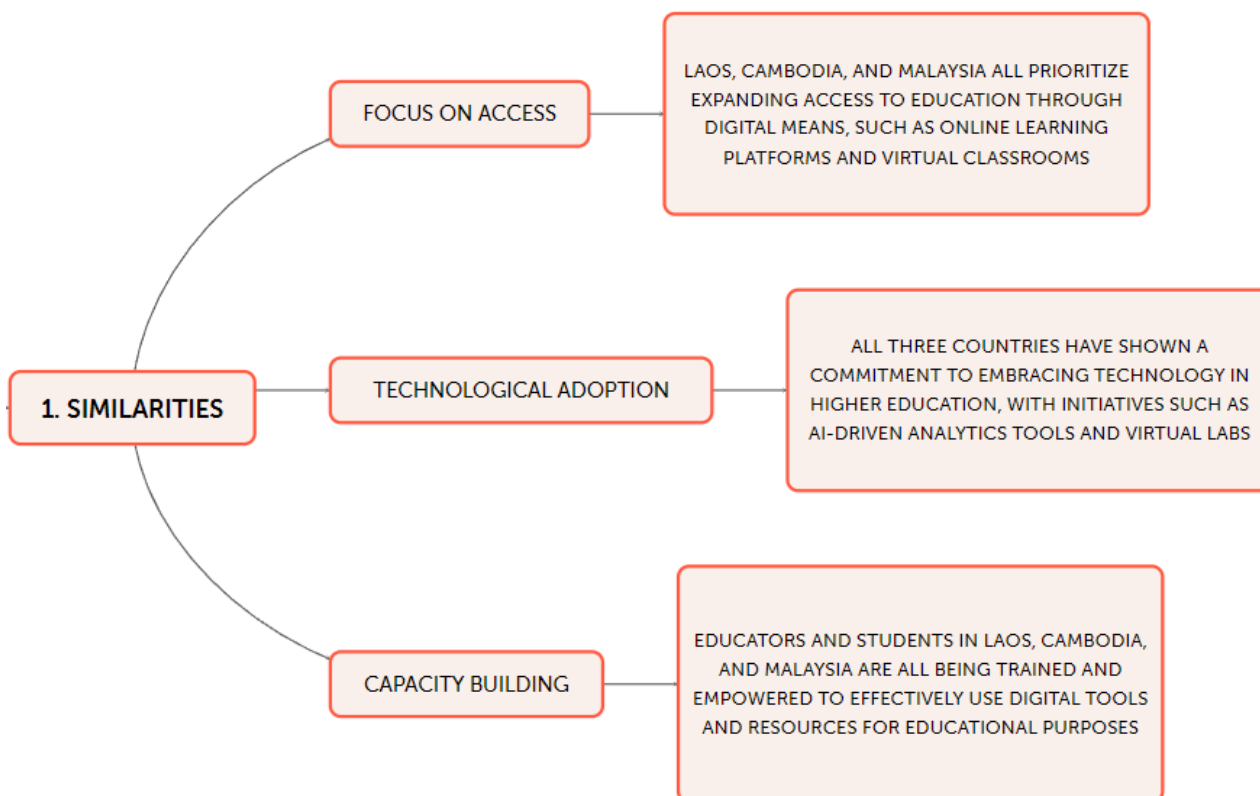 FOCUS ON ACCESS
LAOS, CAMBODIA, AND MALAYSIA ALL PRIORITIZE
EXPANDING ACCESS TO EDUCATION THROUGH
DIGITAL MEANS, SUCH AS ONLINE LEARNING
PLATFORMS AND VIRTUAL CLASSROOMS
1. SIMILARITIES
TECHNOLOGICAL ADOPTION
ALL THREE COUNTRIES HAVE SHOWN A
COMMITMENT TO EMBRACING TECHNOLOGY IN
HIGHER EDUCATION, WITH INITIATIVES SUCH AS
AI-DRIVEN ANALYTICS TOOLS AND VIRTUAL LABS
CAPACITY BUILDING
EDUCATORS AND STUDENTS IN LAOS, CAMBODIA,
AND MALAYSIA ARE ALL BEING TRAINED AND
EMPOWERED TO EFFECTIVELY USE DIGITAL TOOLS
AND RESOURCES FOR EDUCATIONAL PURPOSES